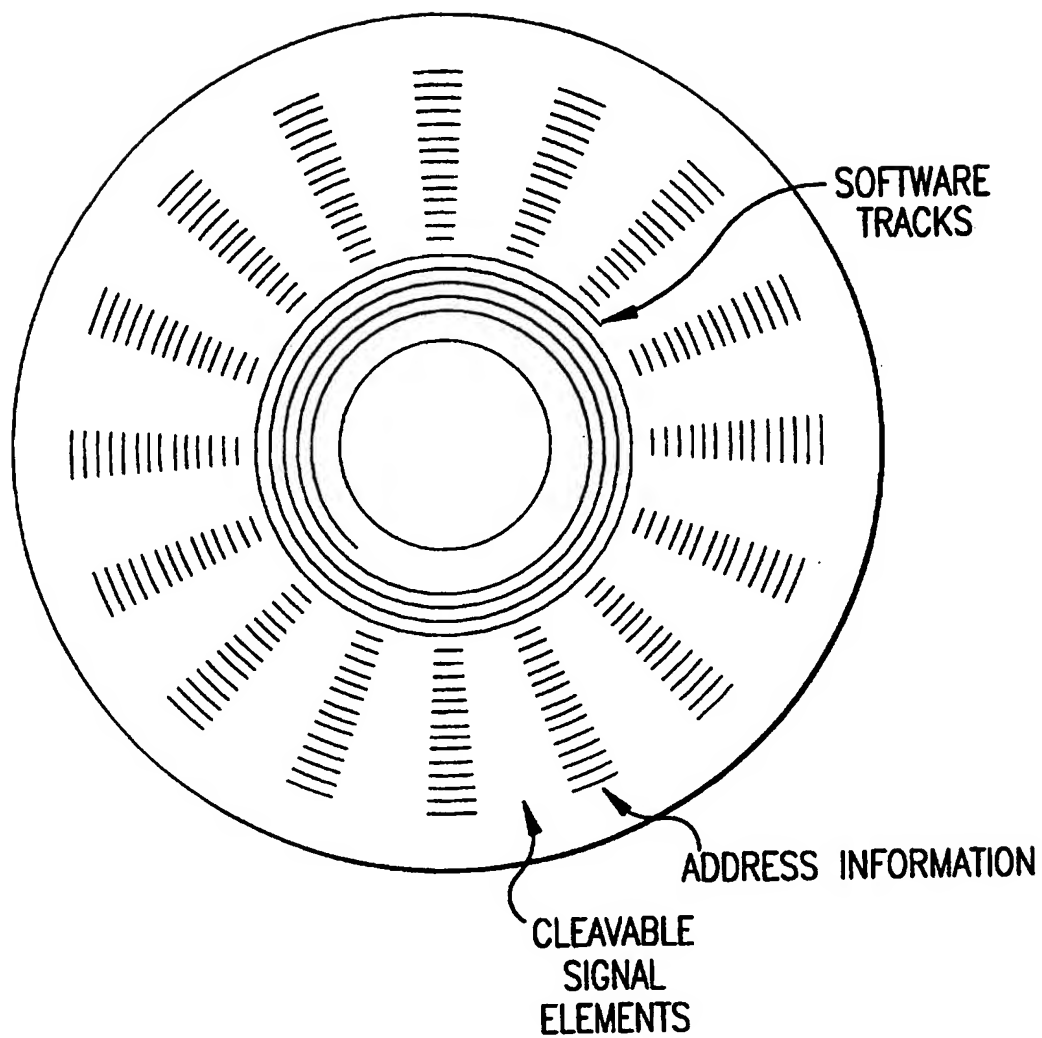 SOFTWARE
TRACKS
ADDRESS INFORMATION
CLEAVABLE
SIGNAL
ELEMENTS